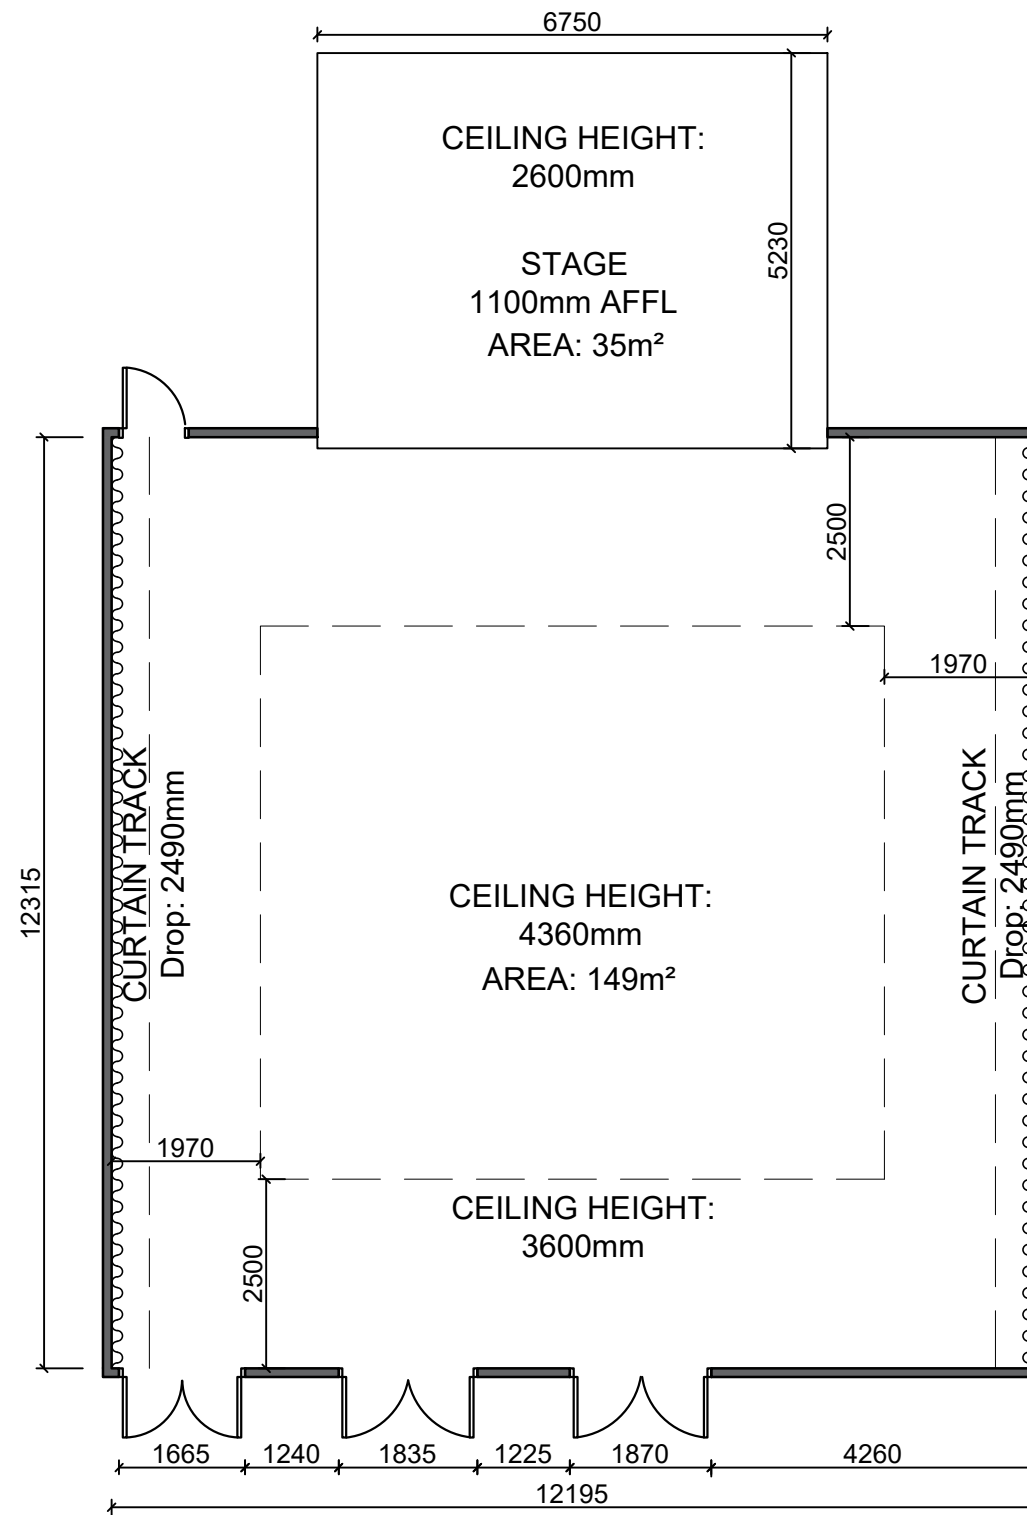 6750
CEILING HEIGHT:
2600mm
5230
STAGE
1100mm AFFL
AREA: 35m²
2500
1970
CURTAIN TRACK
Drop: 2490mm
CURTAIN TRACK
Drop: 2490mm
12315
CEILING HEIGHT:
4360mm
AREA: 149m²
1970
CEILING HEIGHT:
3600mm
2500
1665
1240
1835
1225
1870
4260
12195